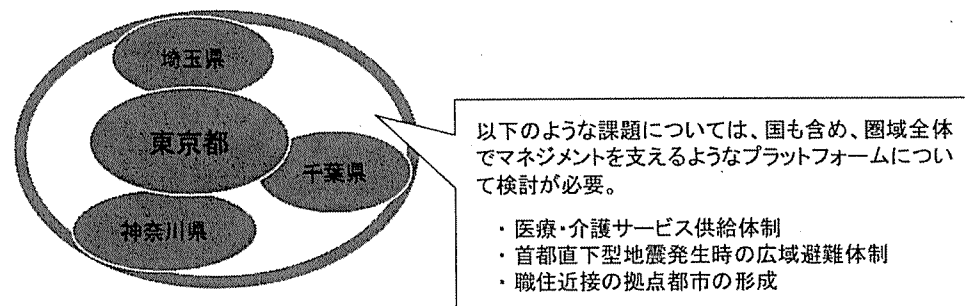 埼玉県
東京都
千葉県
神奈川県
以下のような課題については、国も含め、圏域全体
でマネジメントを支えるようなプラットフォームについ
て検討が必要。
・医療・介護サービス供給体制
・首都直下型地震発生時の広域避難体制
・職住近接の拠点都市の形成